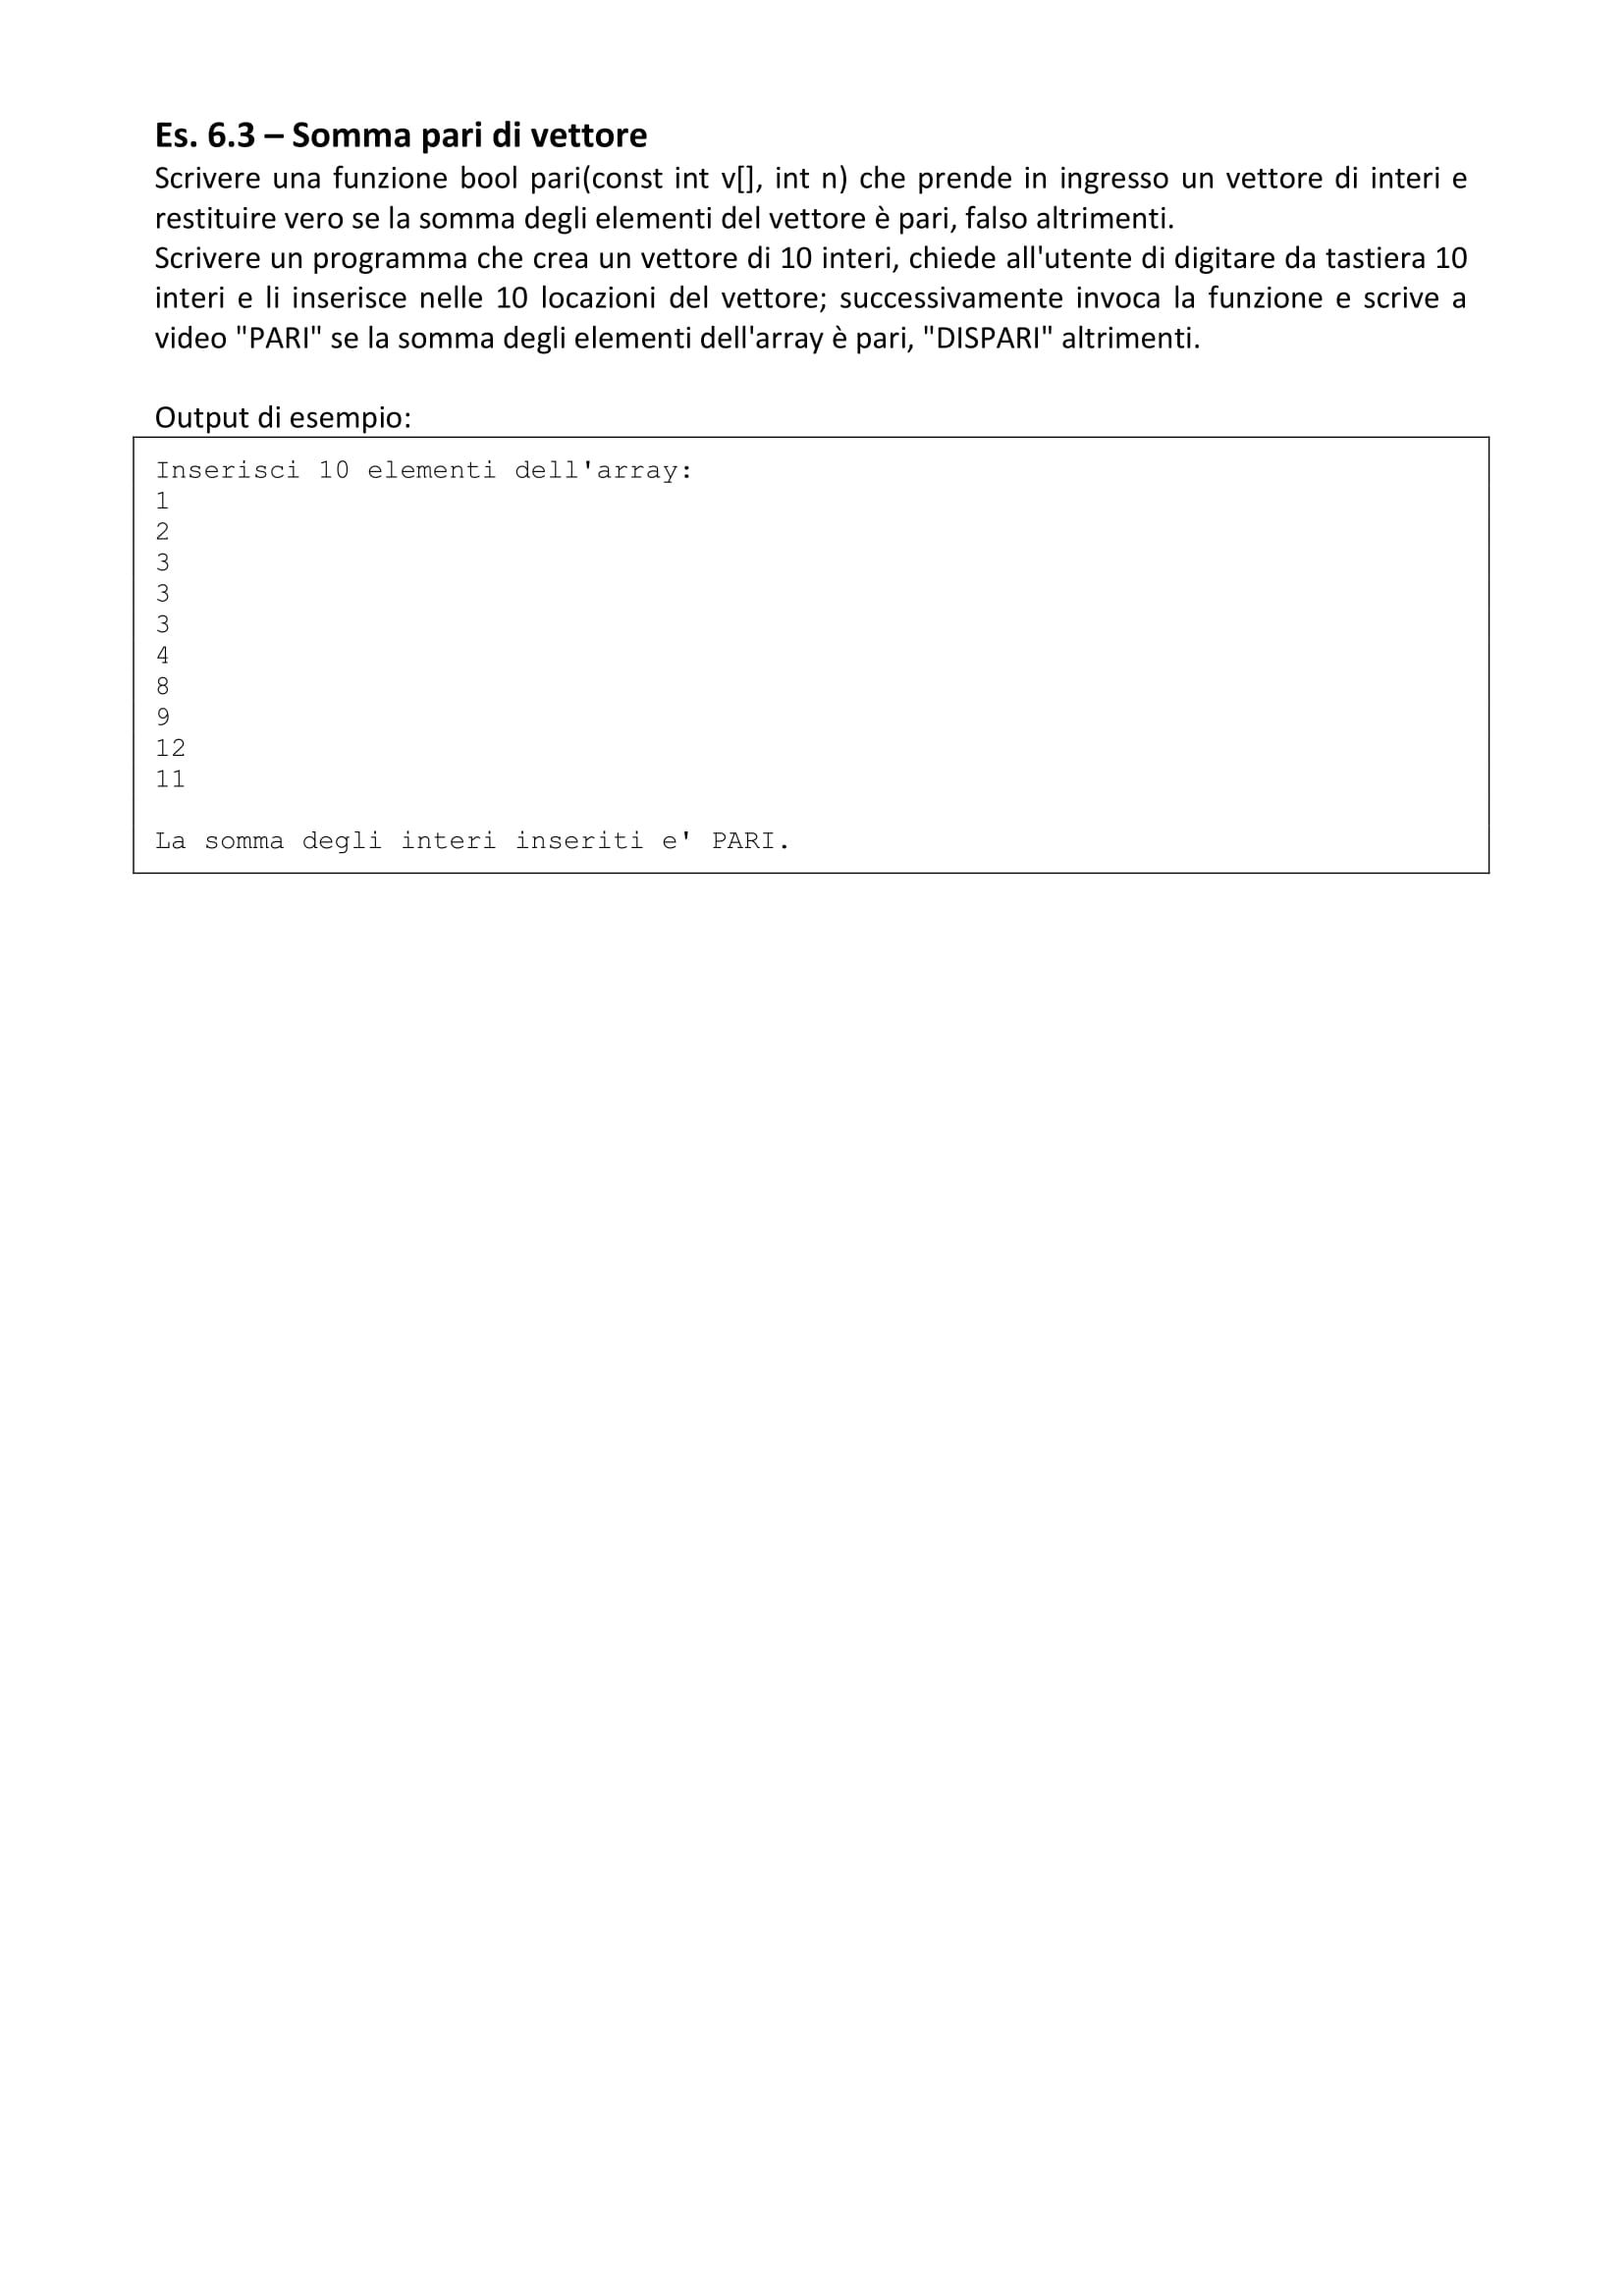 Es. 6.3 – Somma pari di vettore
Scrivere una funzione bool pari(const int v[], int n) che prende in ingresso un vettore di interi e
restituire vero se la somma degli elementi del vettore è pari, falso altrimenti.
Scrivere un programma che crea un vettore di 10 interi, chiede all'utente di digitare da tastiera 10
interi e li inserisce nelle 10 locazioni del vettore; successivamente invoca la funzione e scrive a
video "PARI" se la somma degli elementi dell'array è pari, "DISPARI" altrimenti.
Output di esempio:
Inserisci 10 elementi dell'array:
1
2
3
3
3
4
8
9
12
11
La somma degli interi inseriti e' PARI.